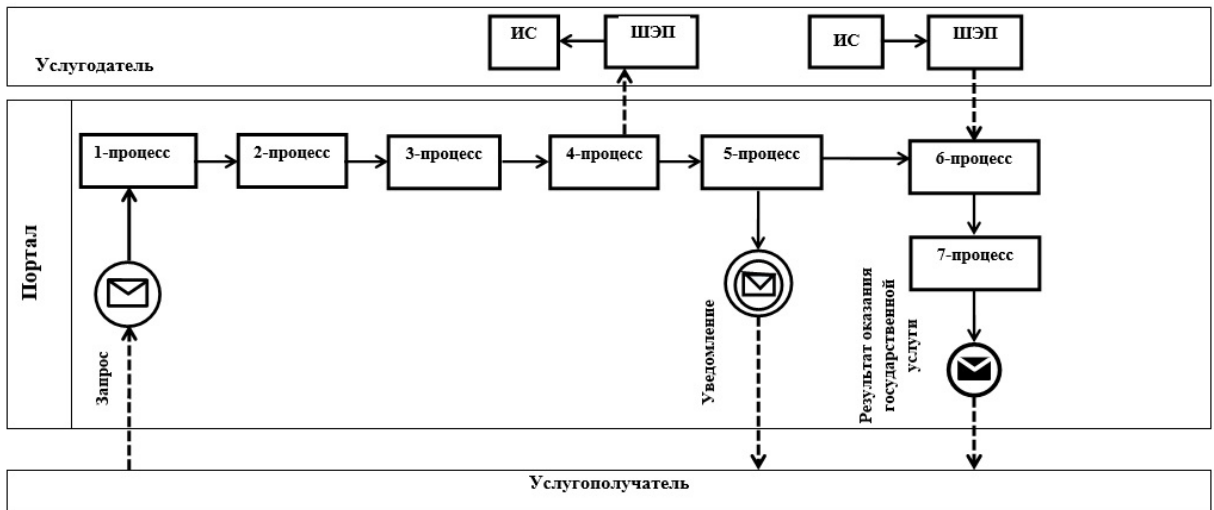 ИС
ШЭП
ИС
ШЭП
Услугодатель
1-процесс
2-процесс
3-процесс
4-процесс
5-процесс
6-процесс
7-процесс
Портал
Запрос
Уведомление
Результат оказания
государственной
услуги
Услугополучатель